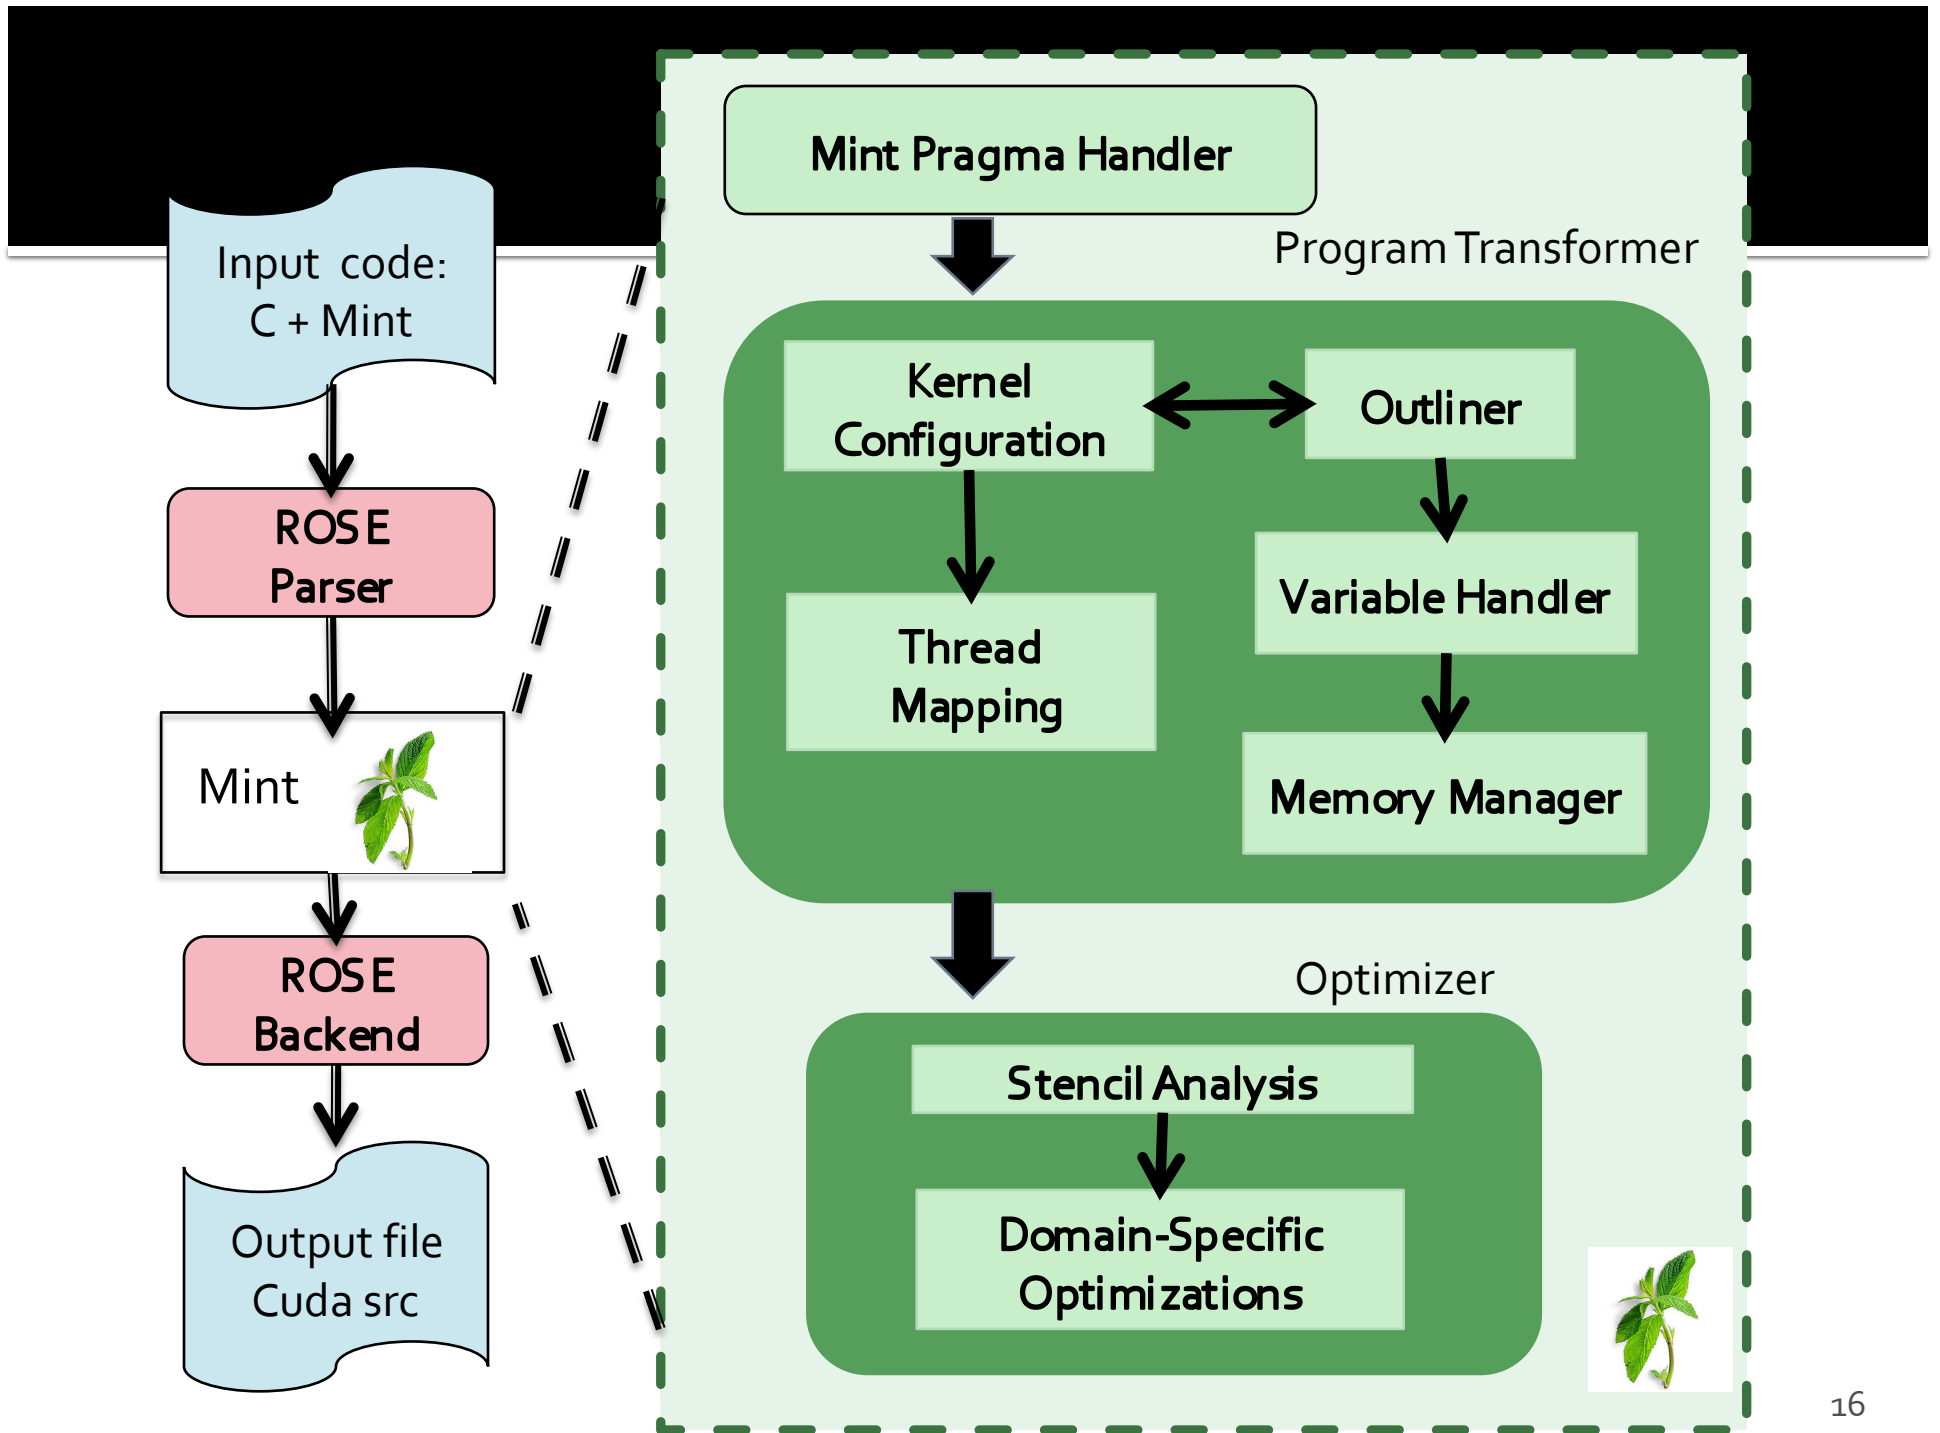 Input code:
C + Mint
ROSE
Parser
Mint
ROSE
Backend
Output file
Cuda src
Mint Pragma Handler
Program Transformer
Kernel
Configuration
Outliner
Thread
Mapping
Variable Handler
Memory Manager
Optimizer
Stencil Analysis
Domain-Specific
Optimizations
16